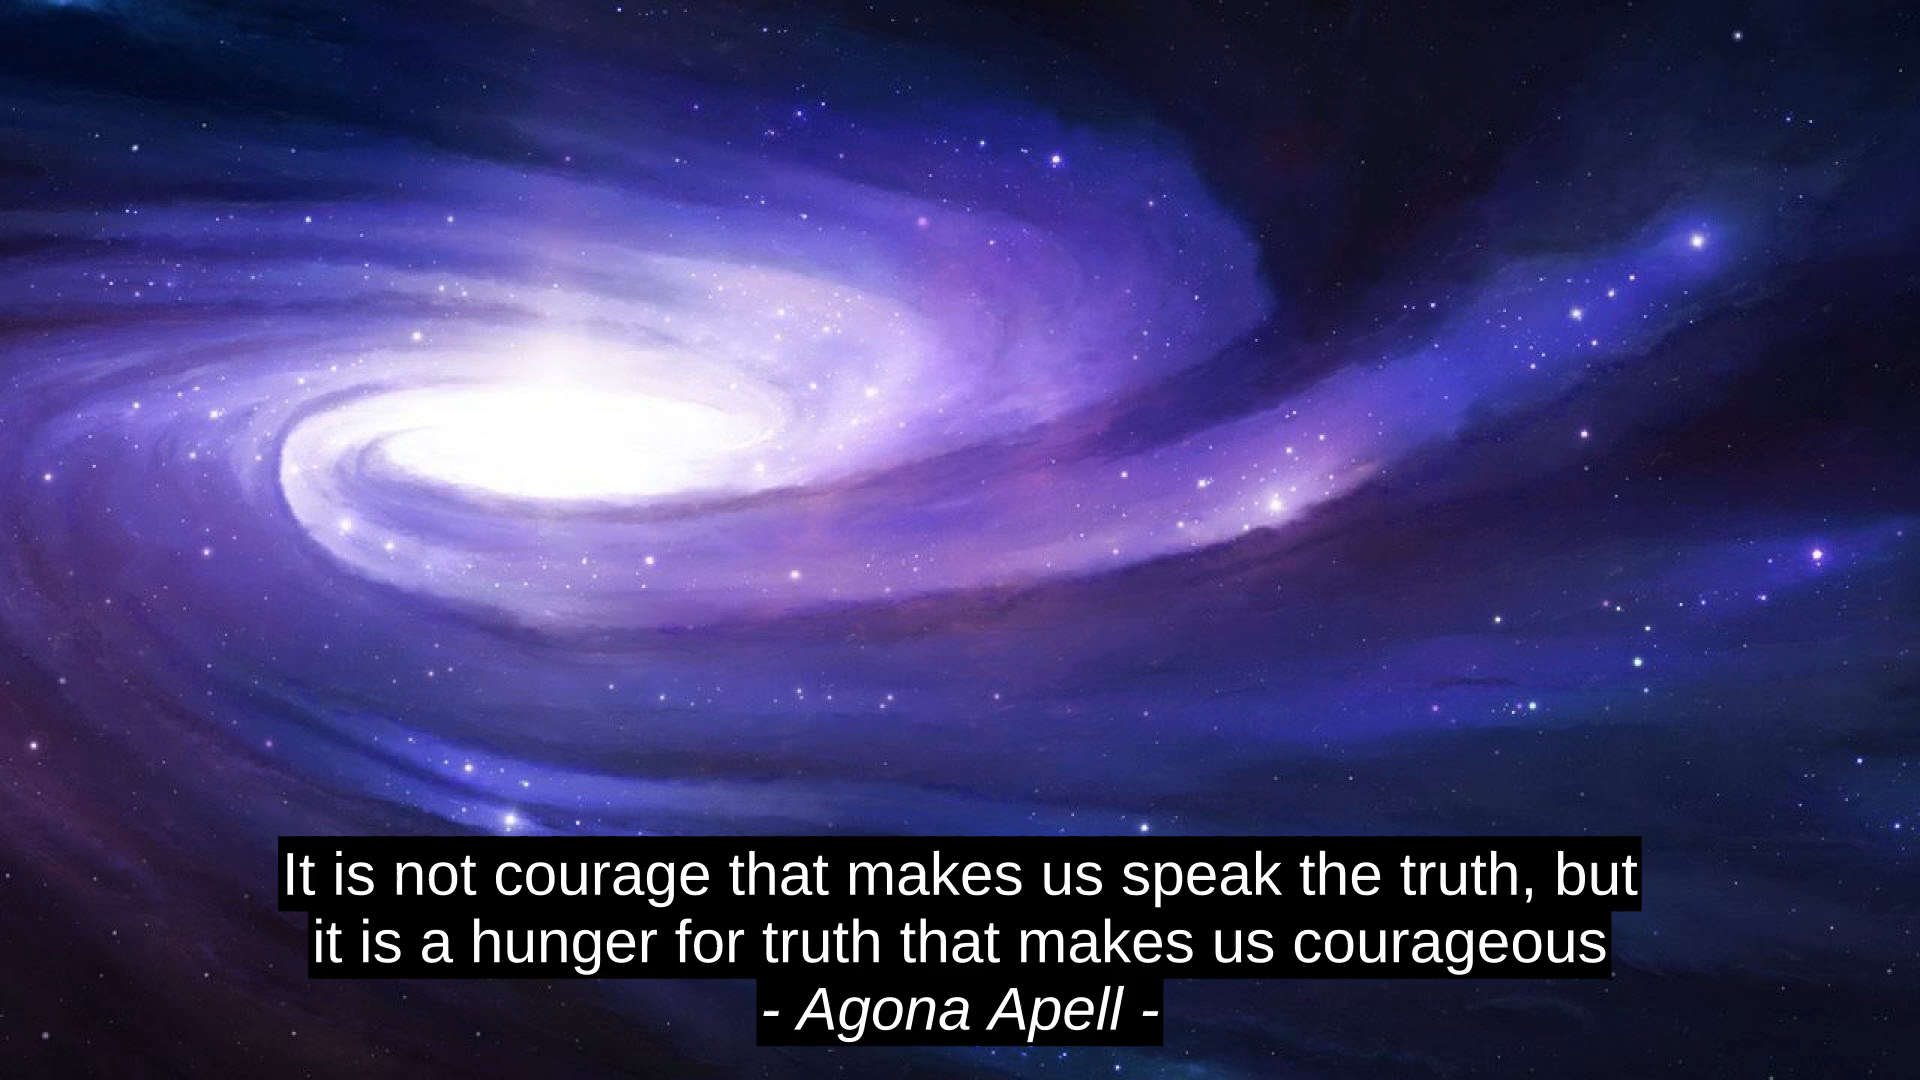 It is not courage that makes us speak the truth, but
it is a hunger for truth that makes us courageous
- Agona Apell -